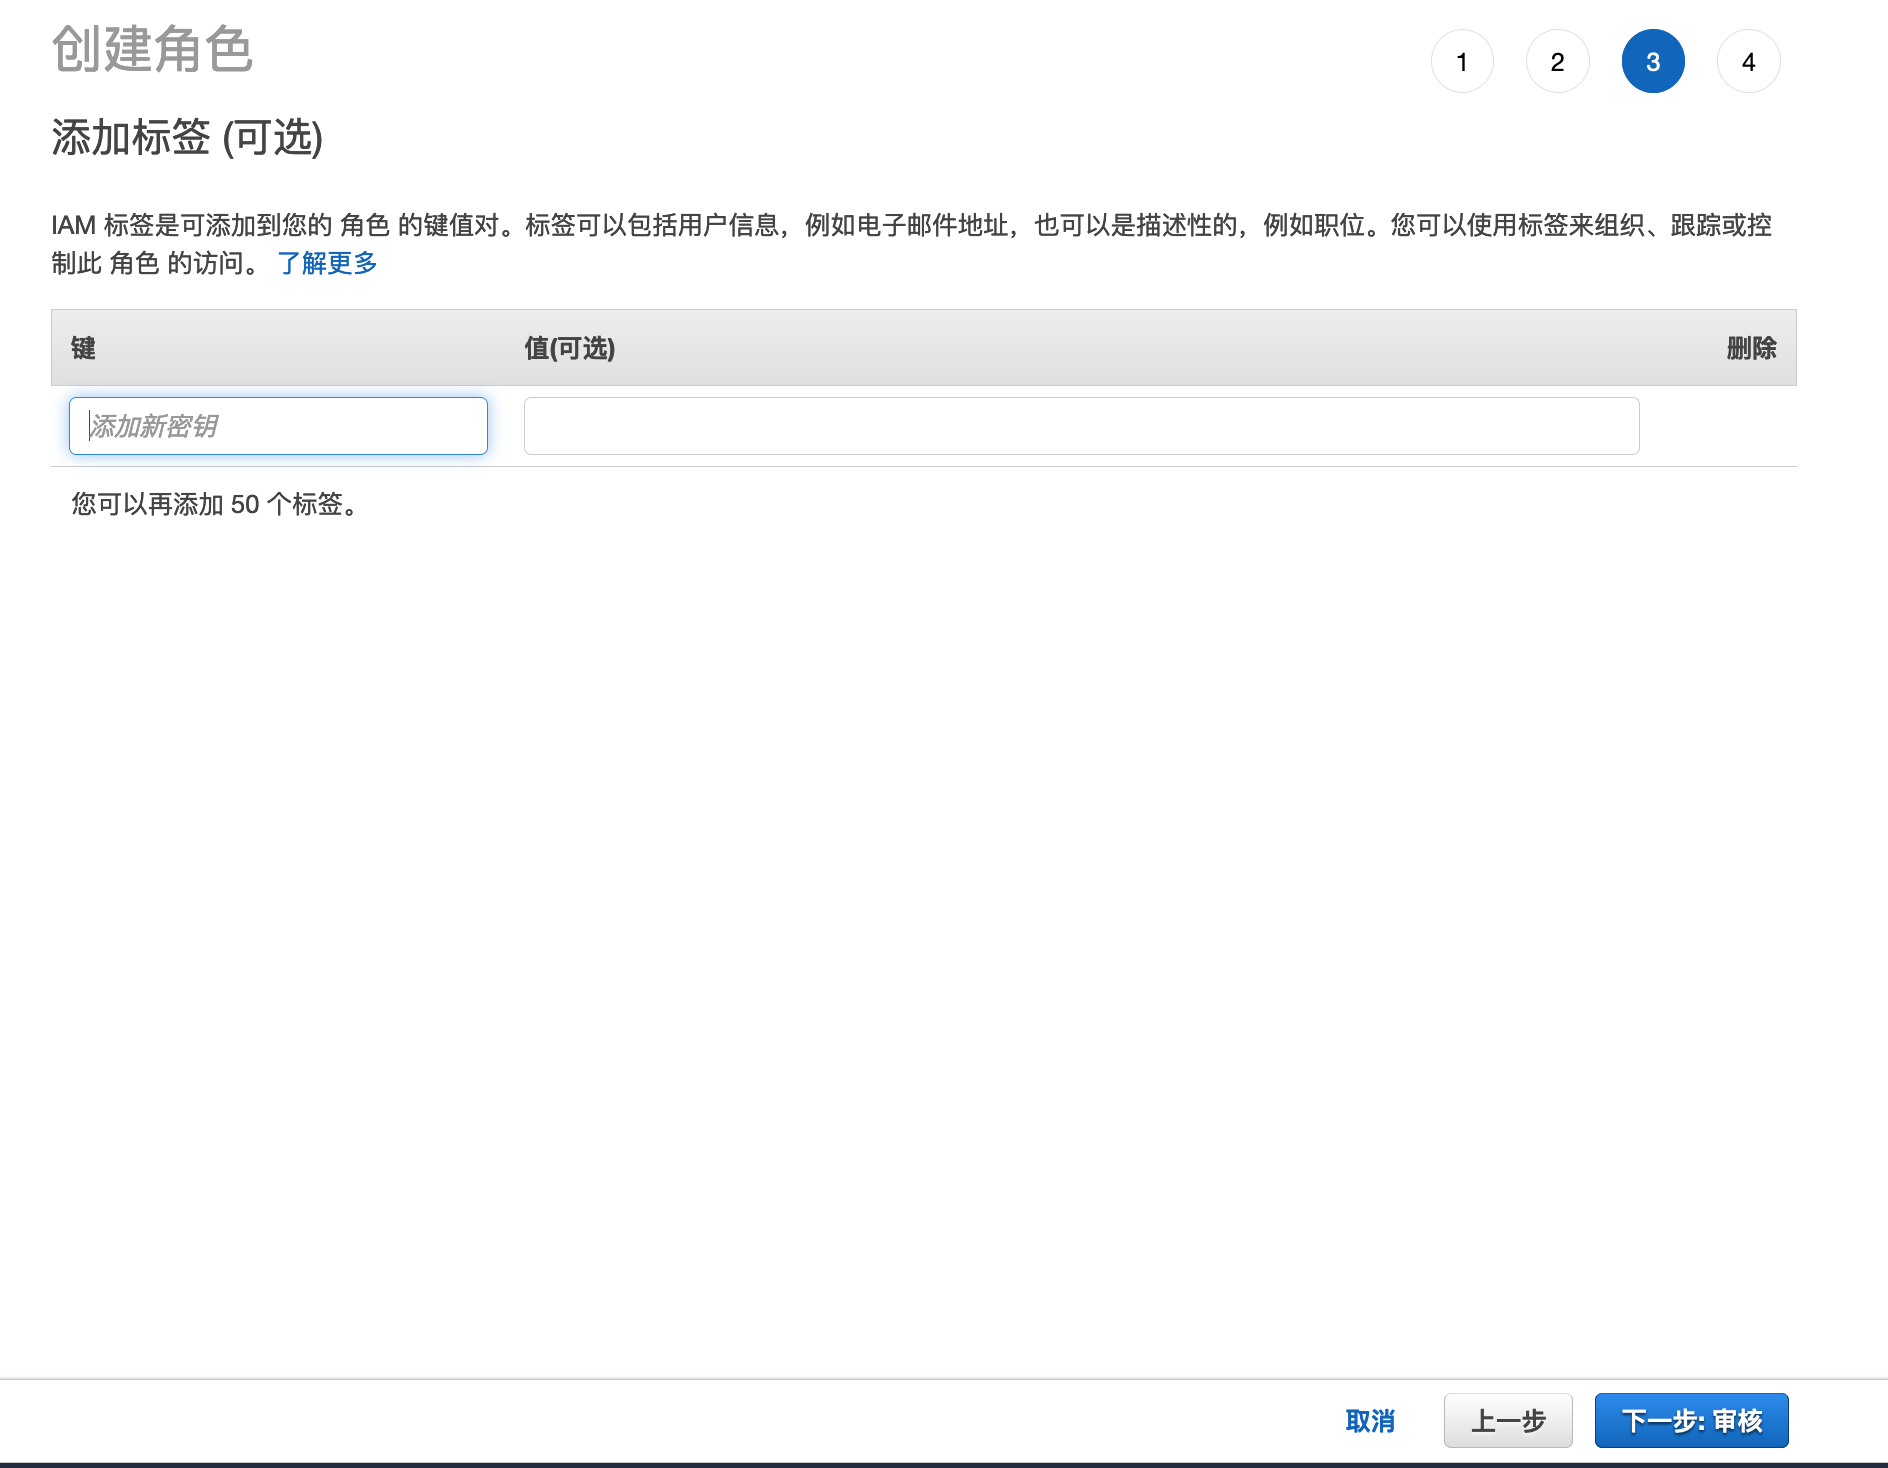 创建角色
1 2 3 4
添加标签 (可选)
IAM 标签是可添加到您的 角色 的键值对。标签可以包括用户信息，例如电子邮件地址，也可以是描述性的，例如职位。您可以使用标签来组织、跟踪或控
制此 角色 的访问。 了解更多
键 值(可选) 删除
添加新密钥
您可以再添加 50 个标签。
取消 上一步 下一步: 审核